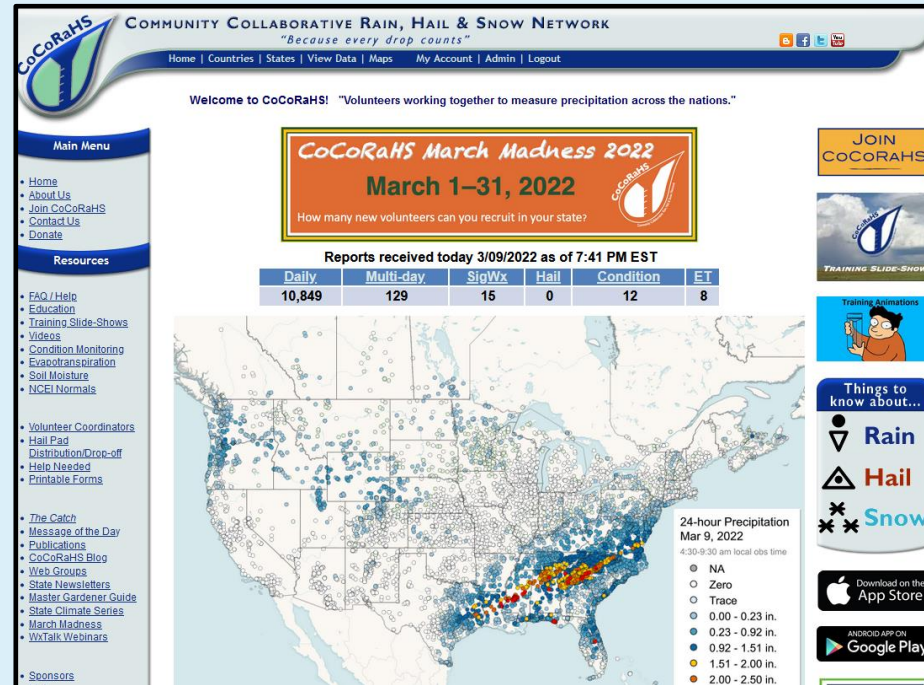 CoCoRaHS
COMMUNITY COLLABORATIVE RAIN, HAIL & SNOW NETWORK
"Because every drop counts"
Home | Countries | States | View Data | Maps My Account | Admin | Logout
Welcome to CoCoRaHS! "Volunteers working together to measure precipitation across the nations."
Main Menu
Home
About Us
Join CoCoRaHS
Contact Us
Donate
Resources
FAQ / Help
Education
Training Slide-Shows
Videos
Condition Monitoring
Evapotranspiration
Soil Moisture
NCEI Normals
Volunteer Coordinators
Hail Pad
Distribution/Drop-off
Help Needed
Printable Forms
The Catch
Message of the Day
Publications
CoCoRaHS Blog
Web Groups
State Newsletters
Master Gardener Guide
State Climate Series
March Madness
WxTalk Webinars
Sponsors
CoCoRaHS March Madness 2022
March 1–31, 2022
How many new volunteers can you recruit in your state?
CoCoRaHS
Reports received today 3/09/2022 as of 7:41 PM EST
Daily Multi-day SigWx Hail Condition ET
10,849 129 15 0 12 8
24-hour Precipitation
Mar 9, 2022
4:30-9:30 am local obs time
NA
Zero
Trace
0.00 - 0.23 in.
0.23 - 0.92 in.
0.92 - 1.51 in.
1.51 - 2.00 in.
2.00 - 2.50 in.
JOIN
COCORAHS
CoCoRaHS
TRAINING SLIDE-SHOW
Training Animations
Things to
know about...
Rain
Hail
Snow
Download on the
App Store
ANDROID APP ON
Google Play